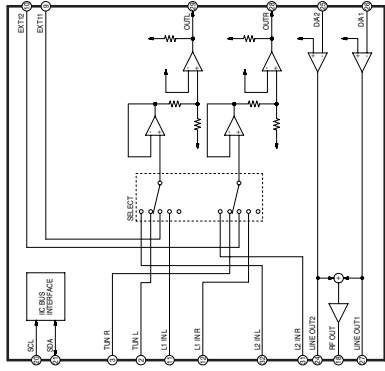 EXT12
EXT11
OUTL
OUTR
DA2
DA1
SELECT
IIC BUS
INTERFACE
SCL
SDA
TUN R
TUN L
L1 IN L
L1 IN R
L2 IN L
L2 IN R
LINE OUT2
RF OUT
LINE OUT1